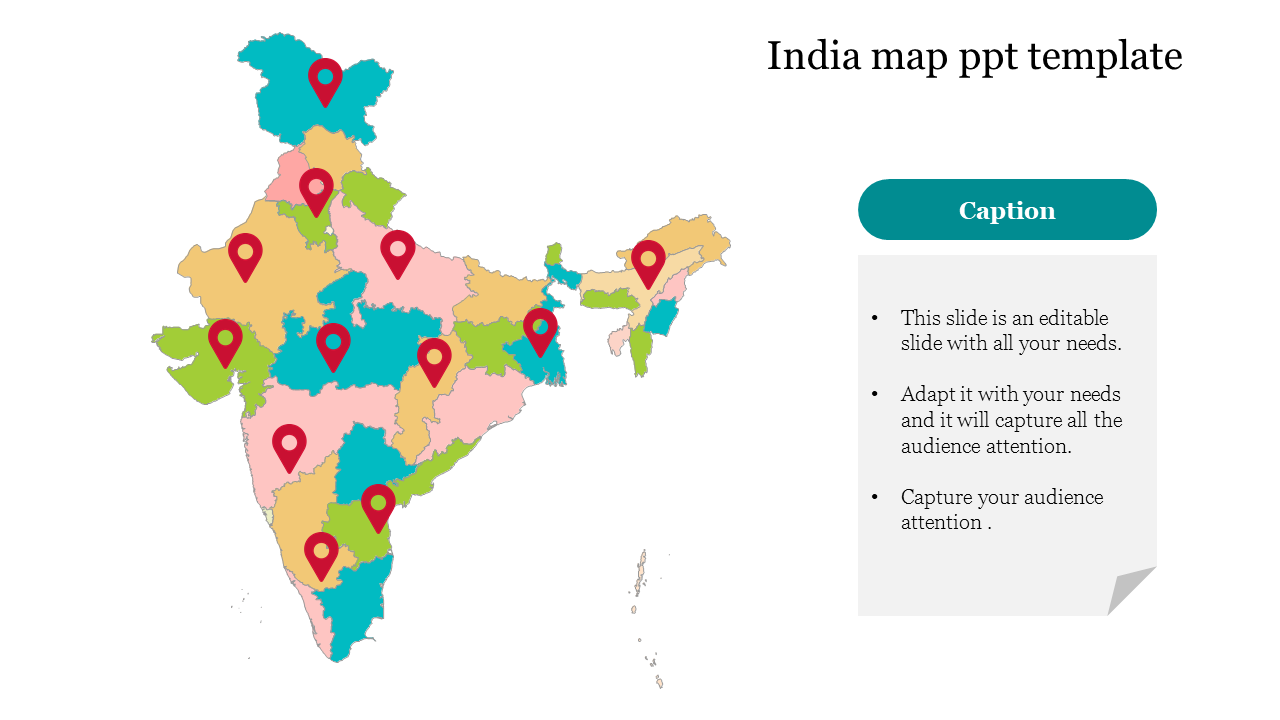 India map ppt template
Caption
• This slide is an editable
slide with all your needs.
• Adapt it with your needs
and it will capture all the
audience attention.
• Capture your audience
attention .